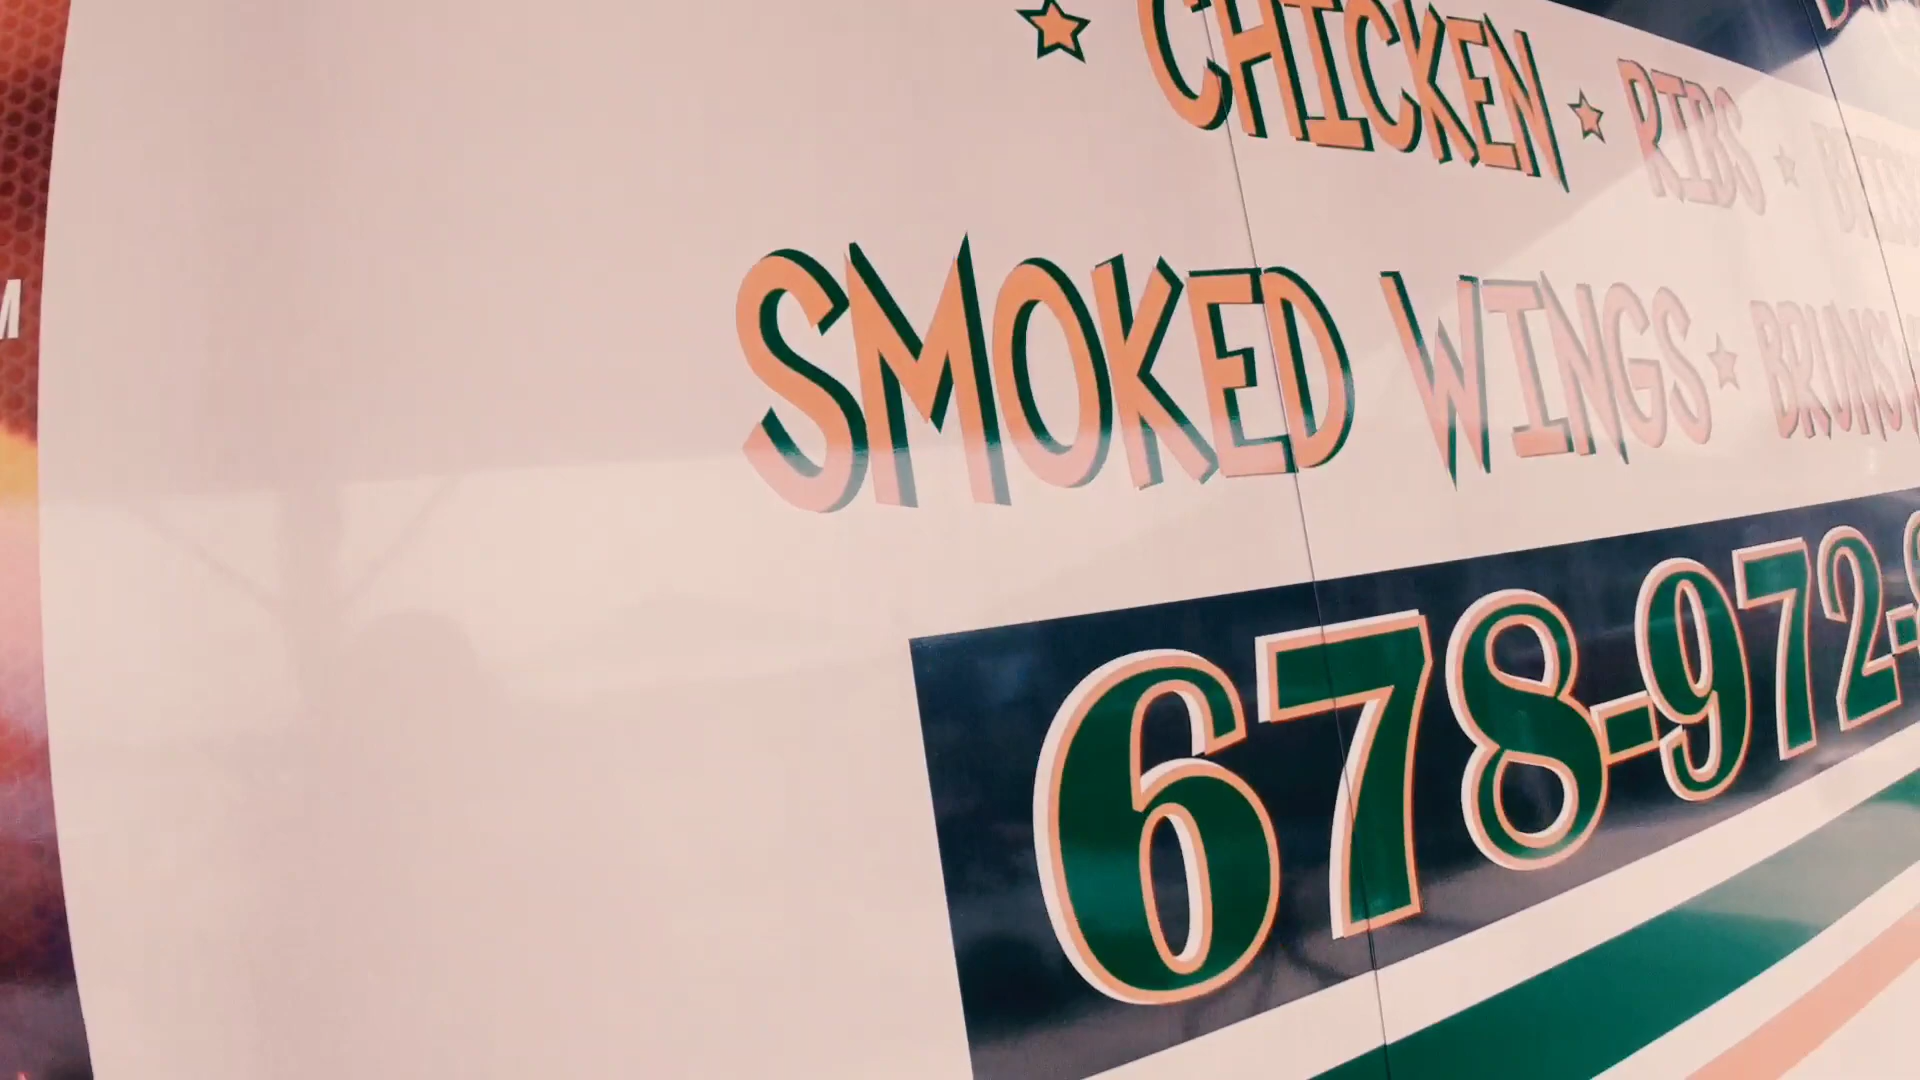 CHICKEN ★ RIBS ★
SMOKED WINGS ★
678-972-